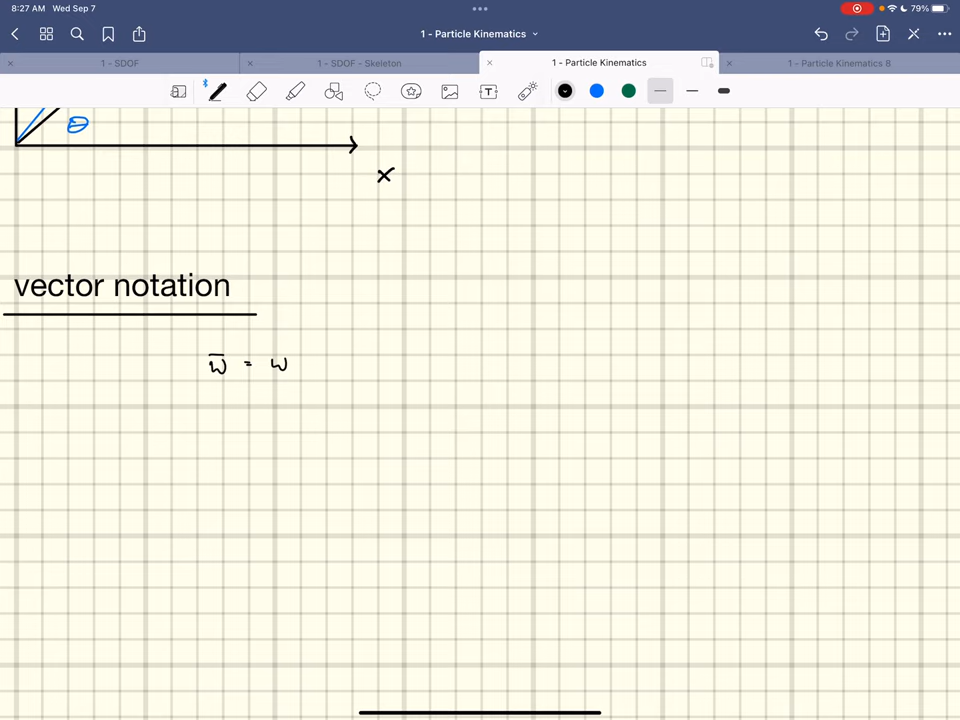 8:27 AM Wed Sep 7
79%
1 - Particle Kinematics
1 - SDOF
1 - SDOF - Skeleton
1 - Particle Kinematics
1 - Particle Kinematics 8
T
θ
x
vector notation
ω̅ = ω